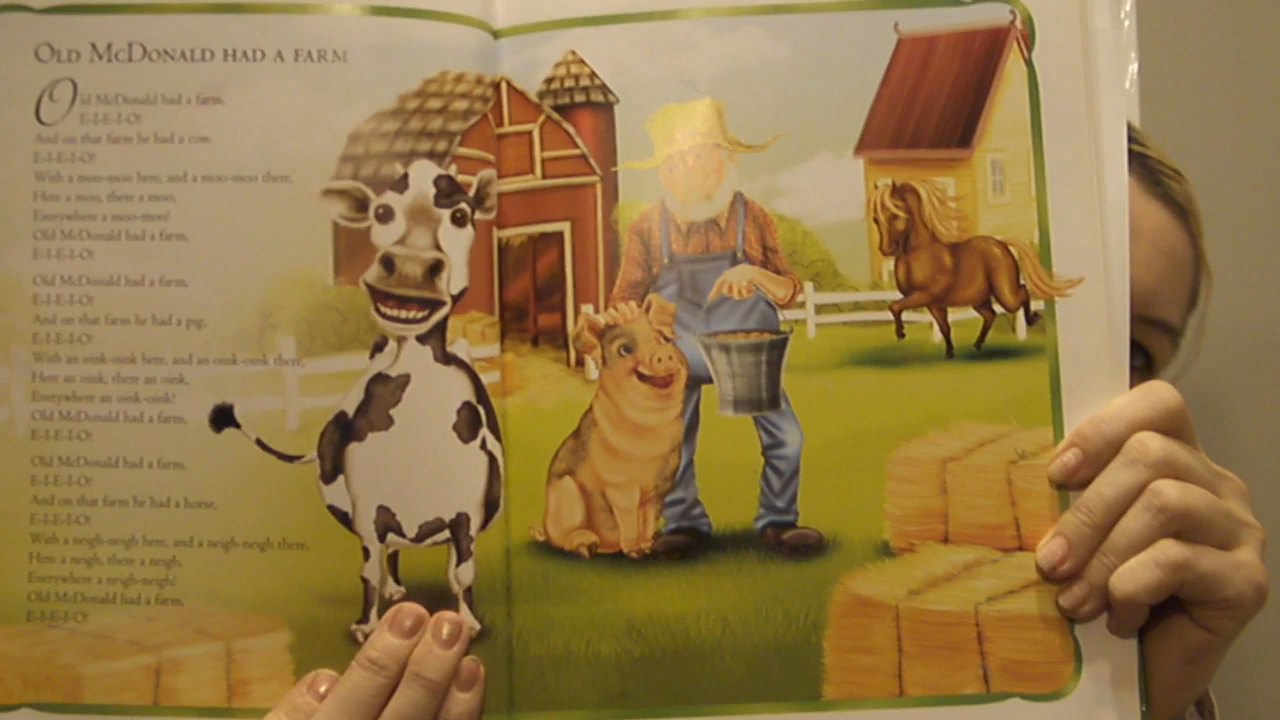 OLD MCDONALD HAD A FARM
Old McDonald had a farm,
E-I-E-I-O!
And on that farm he had a cow,
E-I-E-I-O!
With a moo-moo here, and a moo-moo there,
Here a moo, there a moo,
Everywhere a moo-moo!
Old McDonald had a farm,
E-I-E-I-O!
Old McDonald had a farm,
E-I-E-I-O!
And on that farm he had a pig,
E-I-E-I-O!
With an oink-oink here, and an oink-oink there,
Here an oink, there an oink,
Everywhere an oink-oink!
Old McDonald had a farm,
E-I-E-I-O!
Old McDonald had a farm,
E-I-E-I-O!
And on that farm he had a horse,
E-I-E-I-O!
With a neigh-neigh here, and a neigh-neigh there,
Here a neigh, there a neigh,
Everywhere a neigh-neigh!
Old McDonald had a farm,
E-I-E-I-O!